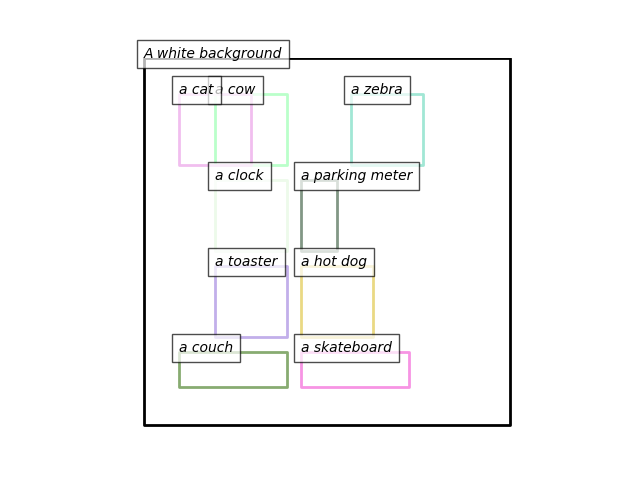 A white background
a cat
a cow
a zebra
a clock
a parking meter
a toaster
a hot dog
a couch
a skateboard